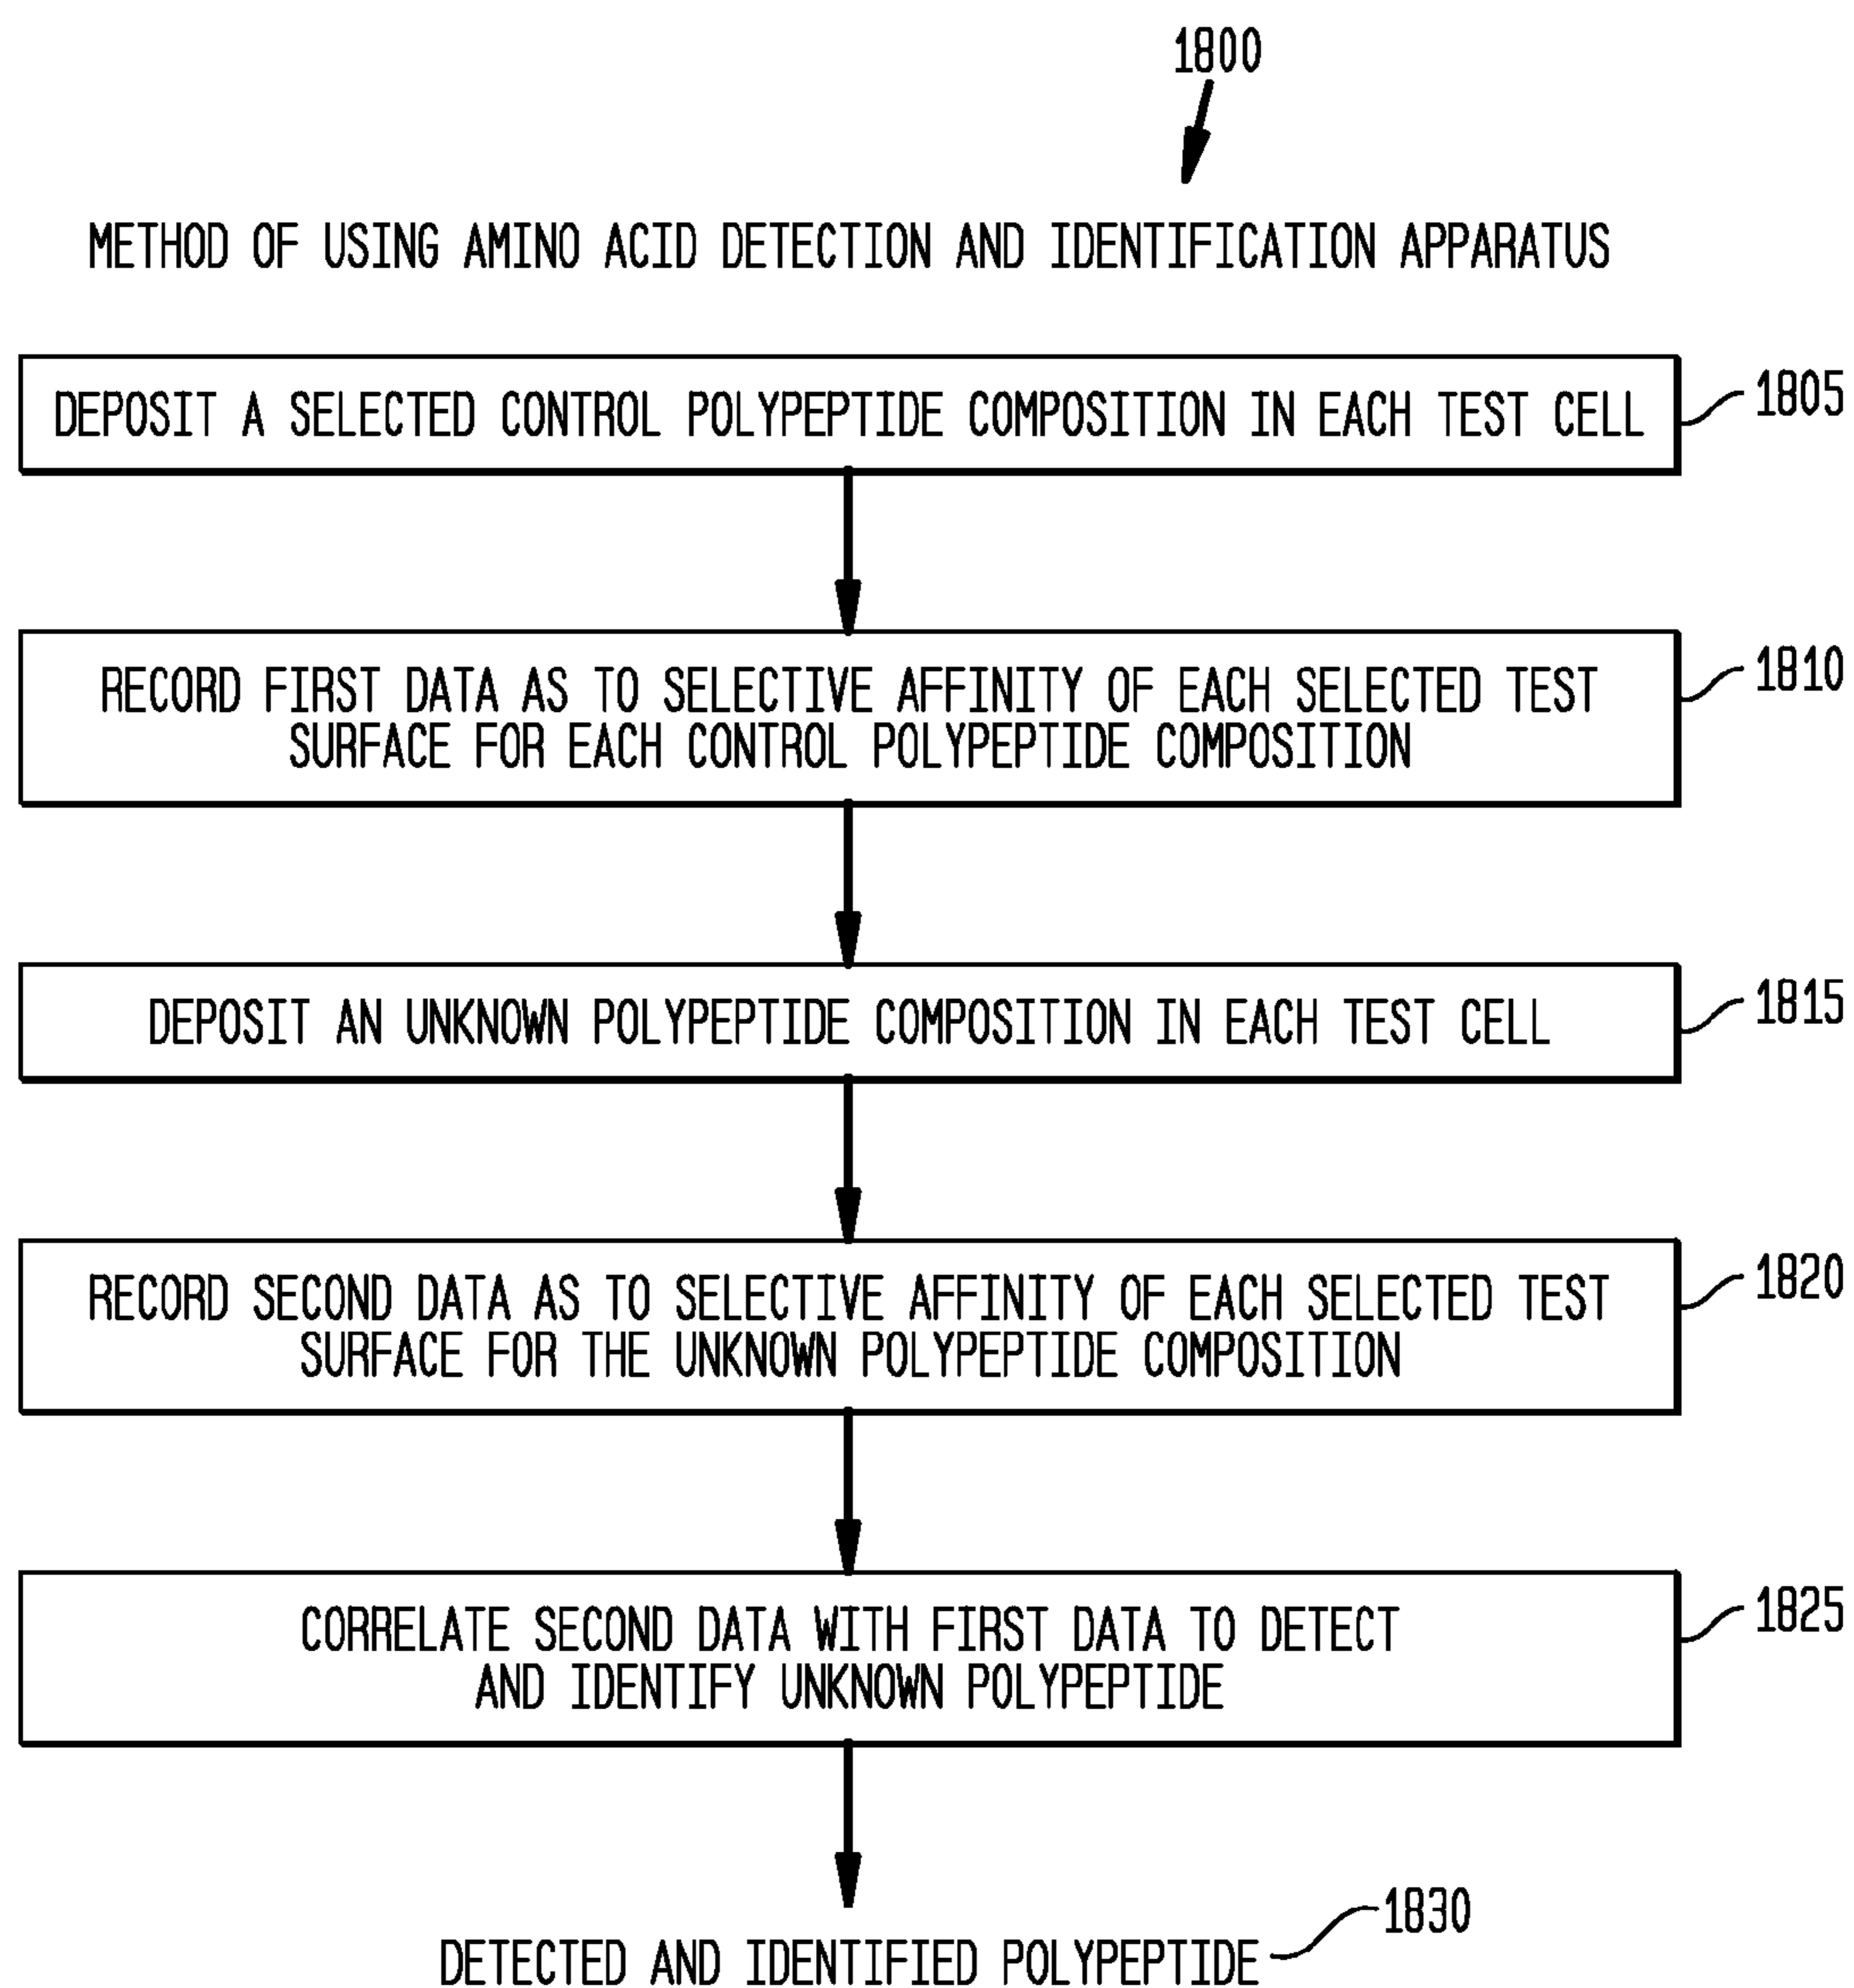 1800
METHOD OF USING AMINO ACID DETECTION AND IDENTIFICATION APPARATUS
DEPOSIT A SELECTED CONTROL POLYPEPTIDE COMPOSITION IN EACH TEST CELL
1805
RECORD FIRST DATA AS TO SELECTIVE AFFINITY OF EACH SELECTED TEST
SURFACE FOR EACH CONTROL POLYPEPTIDE COMPOSITION
1810
DEPOSIT AN UNKNOWN POLYPEPTIDE COMPOSITION IN EACH TEST CELL
1815
RECORD SECOND DATA AS TO SELECTIVE AFFINITY OF EACH SELECTED TEST
SURFACE FOR THE UNKNOWN POLYPEPTIDE COMPOSITION
1820
CORRELATE SECOND DATA WITH FIRST DATA TO DETECT
AND IDENTIFY UNKNOWN POLYPEPTIDE
1825
DETECTED AND IDENTIFIED POLYPEPTIDE
1830